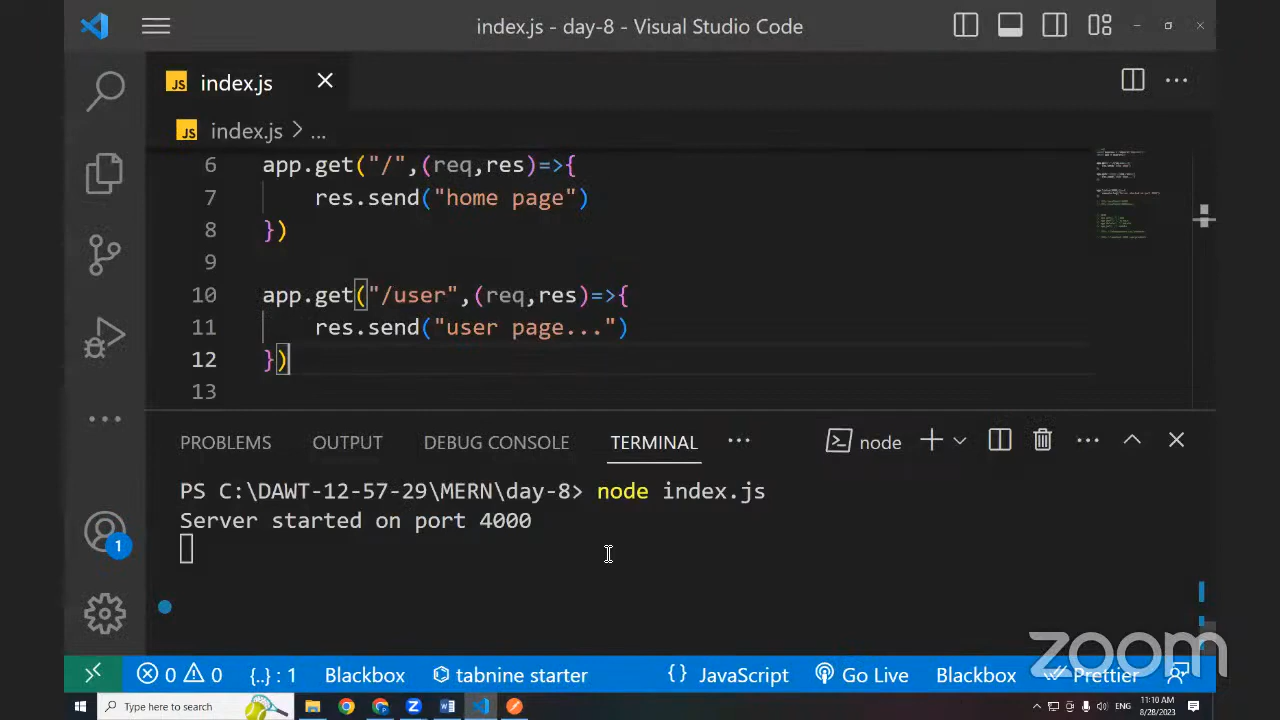 index.js - day-8 - Visual Studio Code
JS index.js
JS index.js > ...
6 app.get("/",(req,res)=>{
7 res.send("home page")
8 })
9
10 app.get("/user",(req,res)=>{
11 res.send("user page...")
12 })
13
PROBLEMS OUTPUT DEBUG CONSOLE TERMINAL ... node
PS C:\DAWT-12-57-29\MERN\day-8> node index.js
Server started on port 4000
1
zoom
0 0 {..} : 1 Blackbox tabnine starter {} JavaScript Go Live Blackbox Prettier
Type here to search
ENG
11:10 AM
8/28/2023